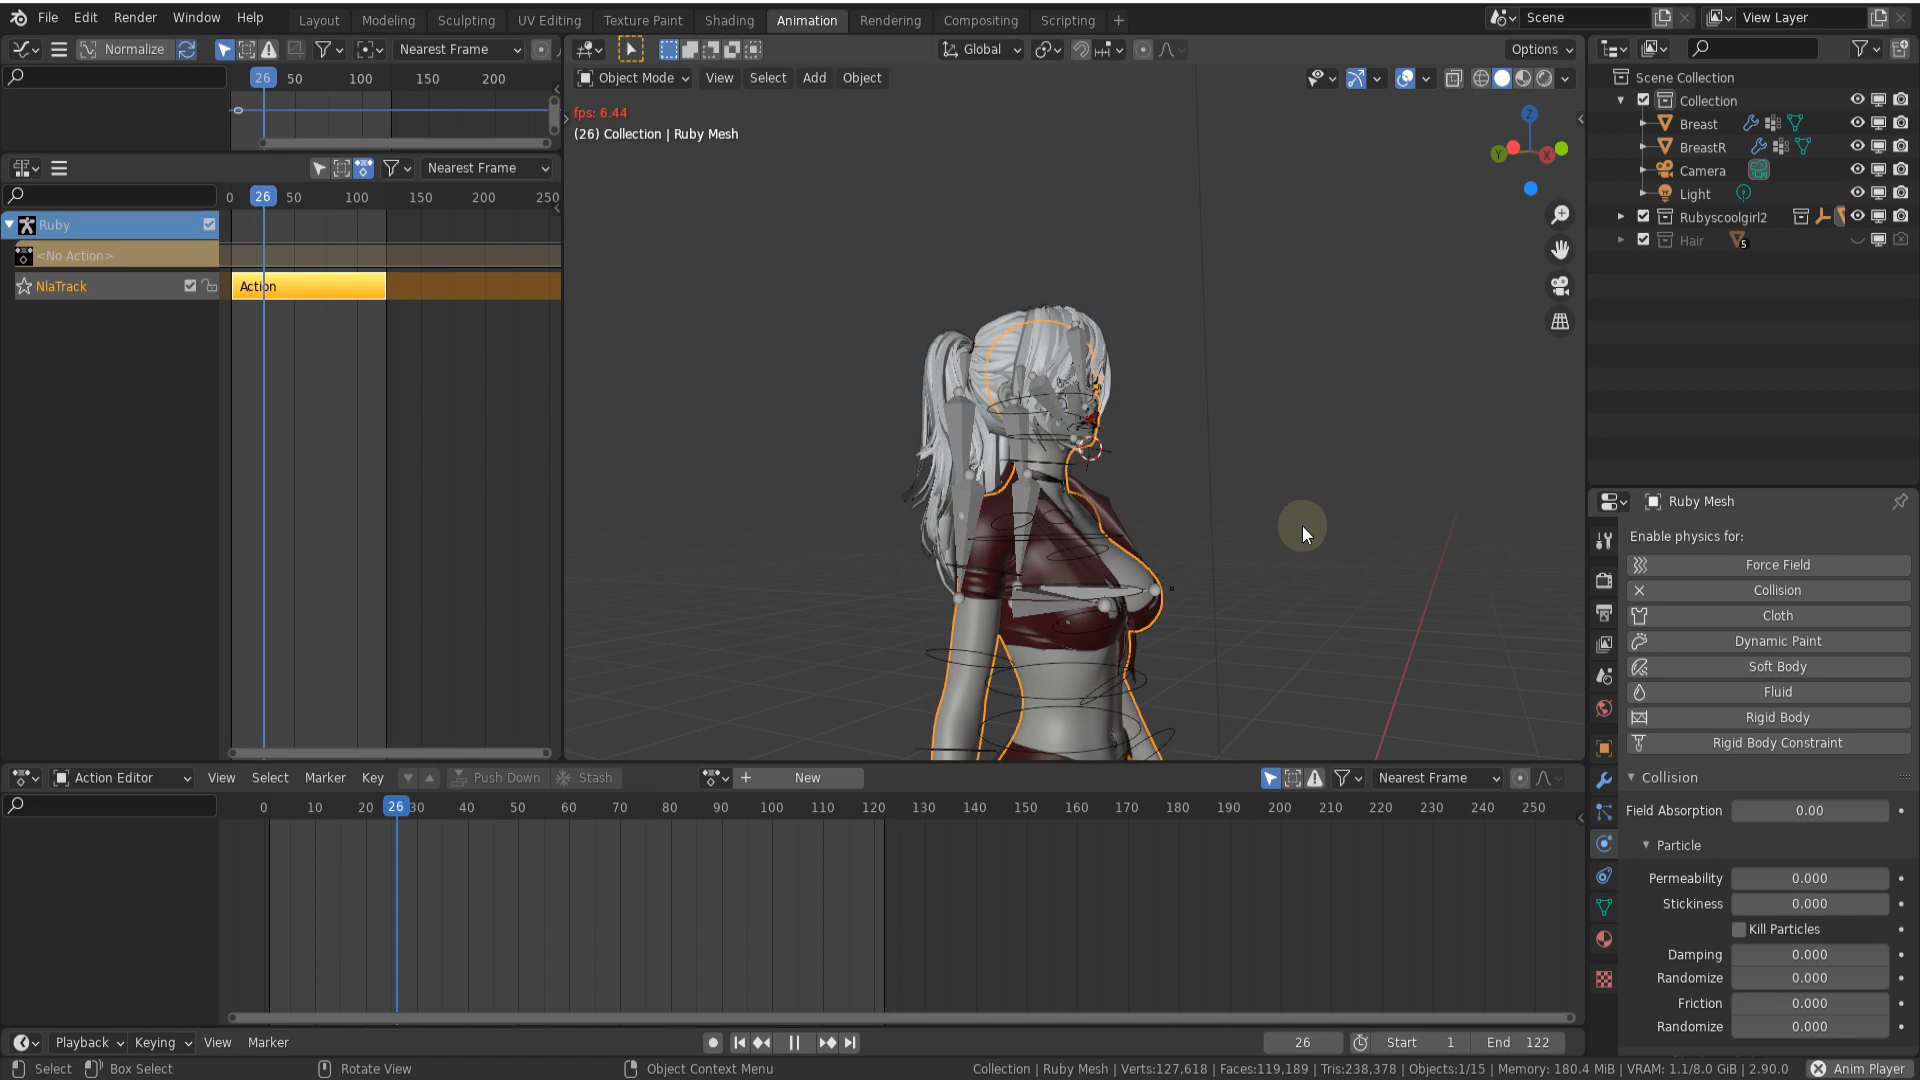 File Edit Render Window Help Layout Modeling Sculpting UV Editing Texture Paint Shading Animation Rendering Compositing Scripting + Scene View Layer
Normalize Nearest Frame Global Options
26 50 100 150 200
Object Mode View Select Add Object
fps: 6.44
(26) Collection | Ruby Mesh
Nearest Frame
0 26 50 100 150 200 250
Ruby
<No Action>
NlaTrack
Action
Z
Y
X
Scene Collection
Collection
Breast
BreastR
Camera
Light
Rubyscoolgirl2
Hair
5
Ruby Mesh
Enable physics for:
Force Field
Collision
Cloth
Dynamic Paint
Soft Body
Fluid
Rigid Body
Rigid Body Constraint
Collision
Field Absorption 0.00
Particle
Permeability 0.000
Stickiness 0.000
Kill Particles
Damping 0.000
Randomize 0.000
Friction 0.000
Randomize 0.000
Action Editor View Select Marker Key Push Down Stash + New Nearest Frame
0 10 20 26 30 40 50 60 70 80 90 100 110 120 130 140 150 160 170 180 190 200 210 220 230 240 250
Playback Keying View Marker 26 Start 1 End 122
Select Box Select Rotate View Object Context Menu Collection | Ruby Mesh | Verts:127,618 | Faces:119,189 | Tris:238,378 | Objects:1/15 | Memory: 180.4 MiB | VRAM: 1.1/8.0 GiB | 2.90.0 Anim Player